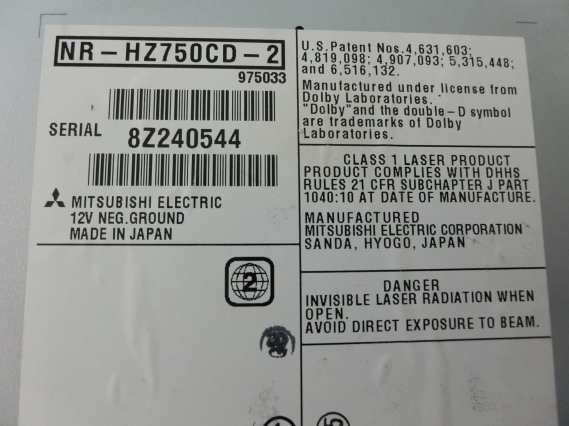 NR-HZ750CD-2
975033
SERIAL 8Z240544
MITSUBISHI ELECTRIC
12V NEG.GROUND
MADE IN JAPAN
2
U.S.Patent Nos.4,631,603;
4,819,098; 4,907,093; 5,315,448;
and 6,516,132.
Manufactured under license from
Dolby Laboratories.
"Dolby" and the double-D symbol
are trademarks of Dolby
Laboratories.
CLASS 1 LASER PRODUCT
PRODUCT COMPLIES WITH DHHS
RULES 21 CFR SUBCHAPTER J PART
1040:10 AT DATE OF MANUFACTURE.
MANUFACTURED
MITSUBISHI ELECTRIC CORPORATION
SANDA, HYOGO, JAPAN
DANGER
INVISIBLE LASER RADIATION WHEN
OPEN.
AVOID DIRECT EXPOSURE TO BEAM.